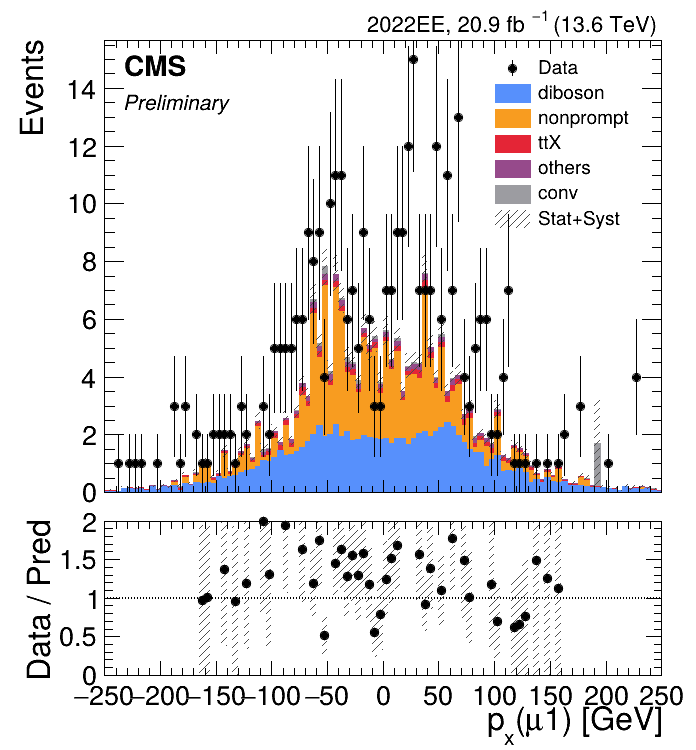 2022EE, 20.9 fb⁻¹ (13.6 TeV)
Events
CMS
Preliminary
Data
diboson
nonprompt
ttX
others
conv
Stat+Syst
14
12
10
8
6
4
2
0
Data / Pred
2
1.5
1
0.5
0
−250 −200 −150 −100 −50 0 50 100 150 200 250
pₓ(μ1) [GeV]